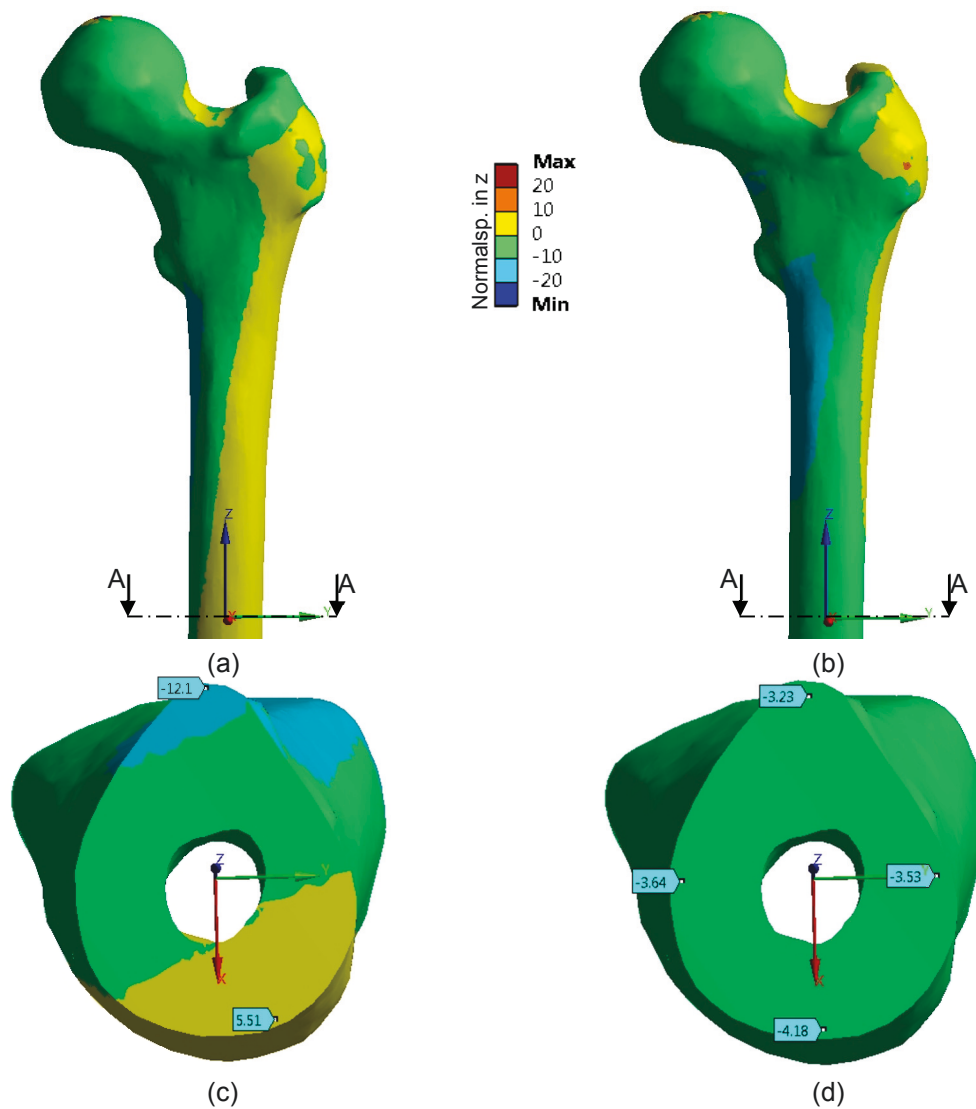 Normalsp. in z
Max
20
10
0
-10
-20
Min
Z
A
A
X
Y
(a)
Z
A
A
Y
(b)
-12.1
Z
Y
X
5.51
(c)
-3.23
Z
-3.64
-3.53
Y
X
-4.18
(d)